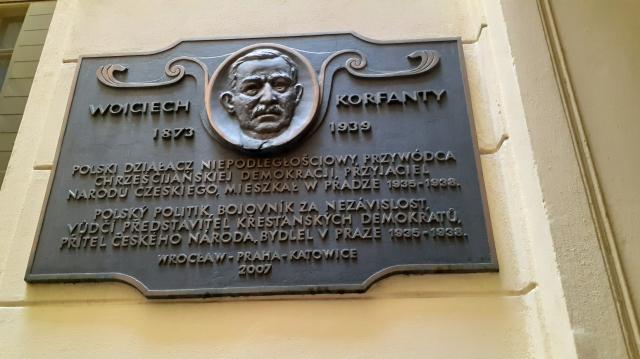 WOJCIECH KORFANTY
1873 1939
POLSKI DZIAŁACZ NIEPODLEGŁOŚCIOWY, PRZYWÓDCA
CHRZEŚCIJAŃSKIEJ DEMOKRACJI, PRZYJACIEL
NARODU CZESKIEGO, MIESZKAŁ W PRADZE 1935-1938.
POLSKÝ POLITIK, BOJOVNÍK ZA NEZÁVISLOST,
VŮDČÍ PŘEDSTAVITEL KŘESŤANSKÝCH DEMOKRATŮ,
PŘÍTEL ČESKÉHO NÁRODA, BYDLEL V PRAZE 1935-1938.
WROCŁAW-PRAHA-KATOWICE
2007